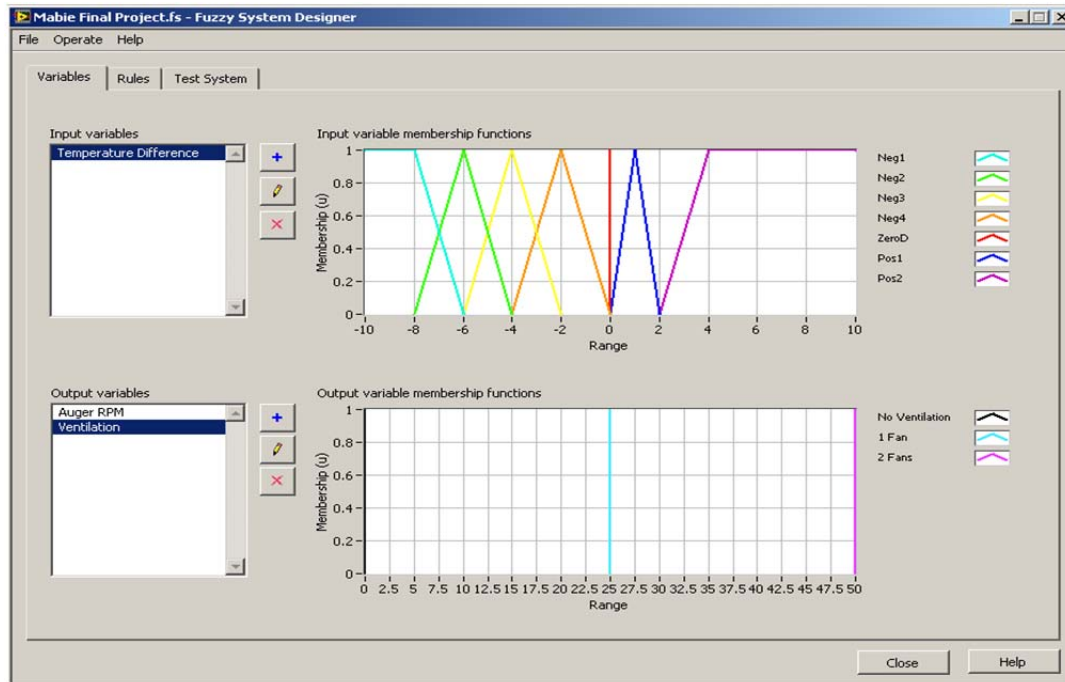 Mabie Final Project.fs - Fuzzy System Designer
File Operate Help
Variables Rules Test System
Input variables
Temperature Difference
Input variable membership functions
Membership (u)
1
0.8
0.6
0.4
0.2
0
-10 -8 -6 -4 -2 0 2 4 6 8 10
Range
Neg1
Neg2
Neg3
Neg4
ZeroD
Pos1
Pos2
Output variables
Auger RPM
Ventilation
Output variable membership functions
Membership (u)
1
0.8
0.6
0.4
0.2
0
0 2.5 5 7.5 10 12.5 15 17.5 20 22.5 25 27.5 30 32.5 35 37.5 40 42.5 45 47.5 50
Range
No Ventilation
1 Fan
2 Fans
Close Help